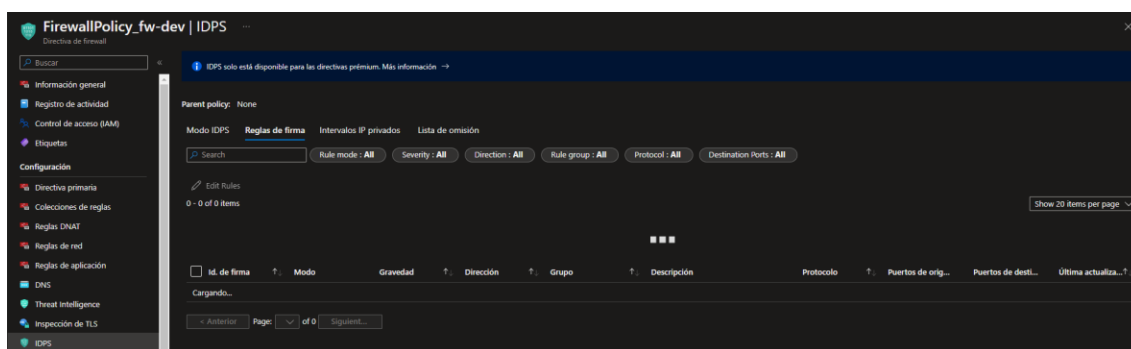 FirewallPolicy_fw-dev | IDPS ...
Directiva de firewall
Buscar
Información general
Registro de actividad
Control de acceso (IAM)
Etiquetas
Configuración
Directiva primaria
Colecciones de reglas
Reglas DNAT
Reglas de red
Reglas de aplicación
DNS
Threat Intelligence
Inspección de TLS
IDPS
IDPS solo está disponible para las directivas prémium. Más información →
Parent policy: None
Modo IDPS Reglas de firma Intervalos IP privados Lista de omisión
Search Rule mode : All Severity : All Direction : All Rule group : All Protocol : All Destination Ports : All
Edit Rules
0 - 0 of 0 items
Show 20 items per page
Id. de firma Modo Gravedad Dirección Grupo Descripción Protocolo Puertos de orig... Puertos de desti... Última actualiza...
Cargando...
< Anterior Page: of 0 Siguient...